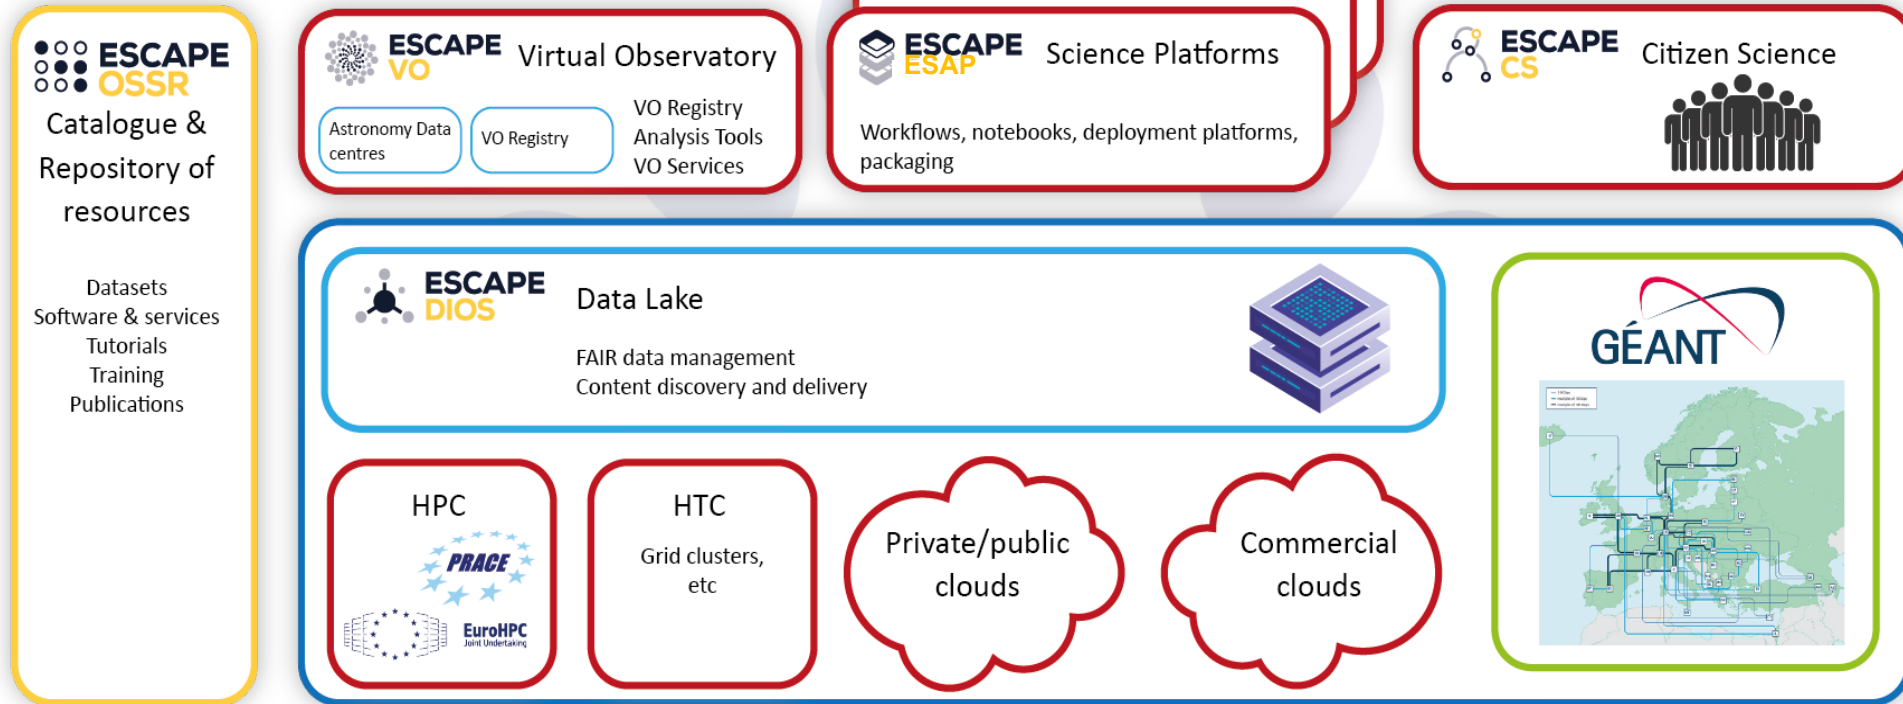 ESCAPE
OSSR
Catalogue &
Repository of
resources
Datasets
Software & services
Tutorials
Training
Publications
ESCAPE
VO
Virtual Observatory
Astronomy Data
centres
VO Registry
VO Registry
Analysis Tools
VO Services
ESCAPE
ESAP
Science Platforms
Workflows, notebooks, deployment platforms,
packaging
ESCAPE
CS
Citizen Science
ESCAPE
DIOS
Data Lake
FAIR data management
Content discovery and delivery
HPC
PRACE
EuroHPC
Joint Undertaking
HTC
Grid clusters,
etc
Private/public
clouds
Commercial
clouds
GÉANT